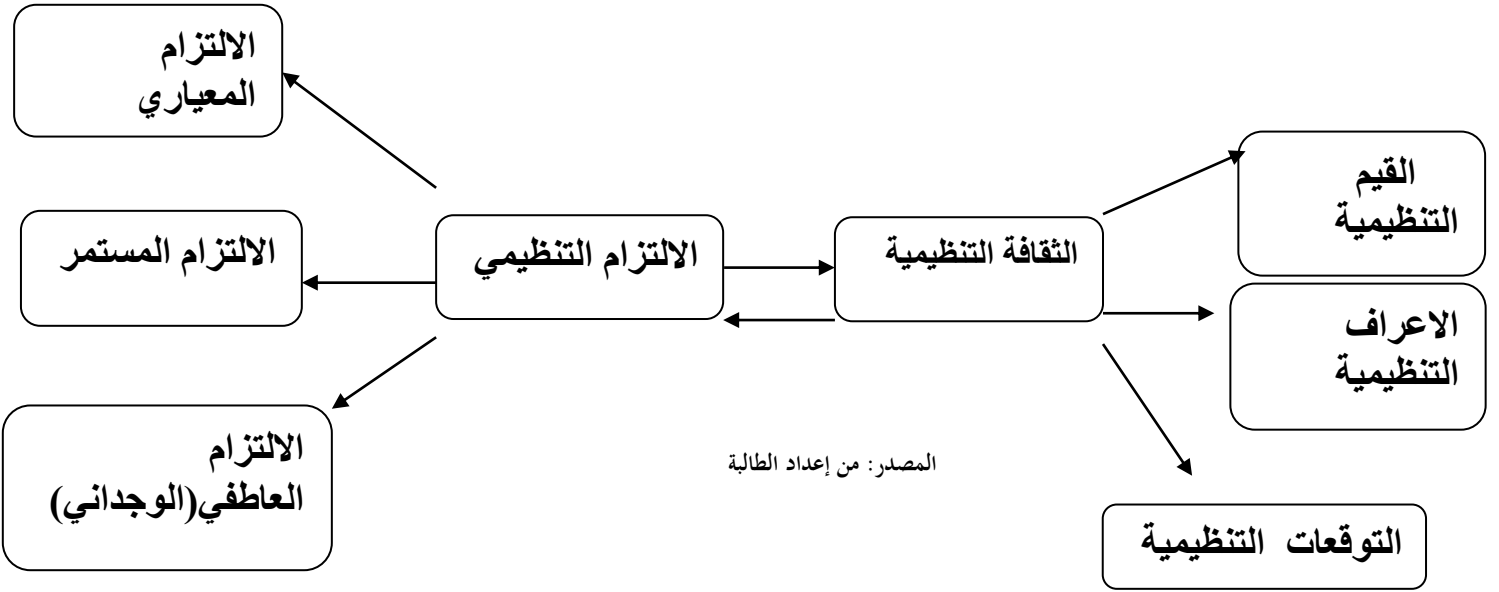 الالتزام
المعياري
القيم
التنظيمية
الثقافة التنظيمية
الالتزام التنظيمي
الالتزام المستمر
الاعراف
التنظيمية
الالتزام
العاطفي(الوجداني)
المصدر: من إعداد الطالبة
التوقعات التنظيمية